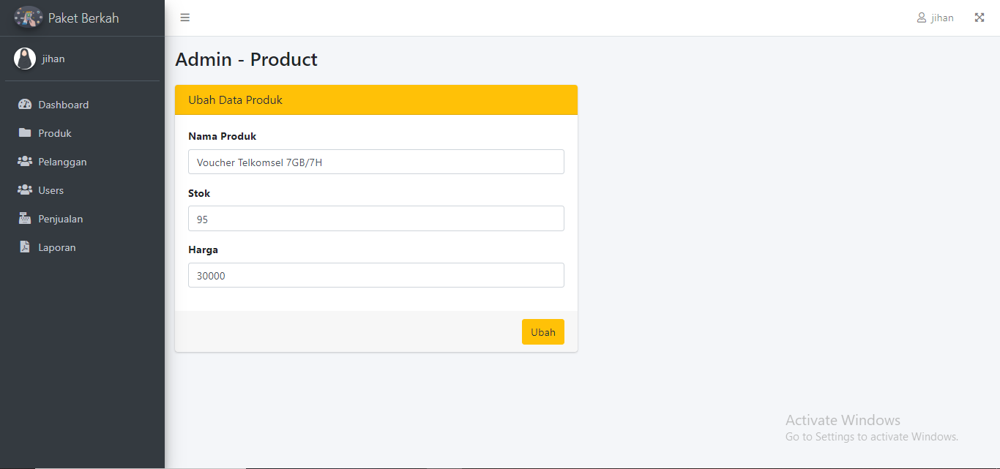 Paket Berkah
jihan
jihan
Dashboard
Produk
Pelanggan
Users
Penjualan
Laporan
Admin - Product
Ubah Data Produk
Nama Produk
Voucher Telkomsel 7GB/7H
Stok
95
Harga
30000
Ubah
Activate Windows
Go to Settings to activate Windows.